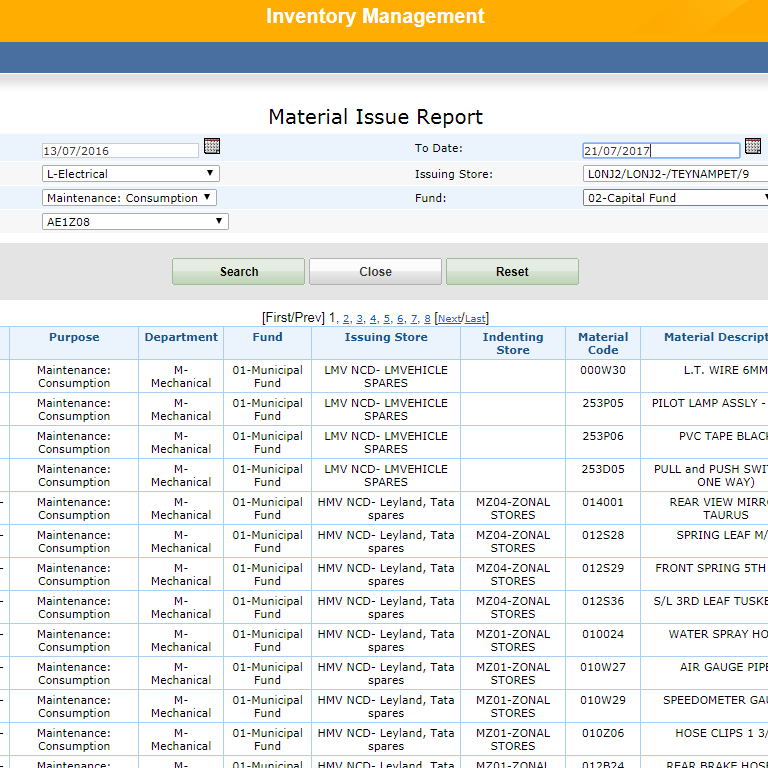 Inventory Management
Material Issue Report
13/07/2016 To Date: 21/07/2017
L-Electrical Issuing Store: L0NJ2/LONJ2-/TEYNAMPET/9
Maintenance: Consumption Fund: 02-Capital Fund
AE1Z08
Search Close Reset
[First/Prev] 1, 2, 3, 4, 5, 6, 7, 8 [Next/Last]
Purpose Department Fund Issuing Store Indenting Store Material Code Material Descript
Maintenance: Consumption M-Mechanical 01-Municipal Fund LMV NCD- LMVEHICLE SPARES 000W30 L.T. WIRE 6MM
Maintenance: Consumption M-Mechanical 01-Municipal Fund LMV NCD- LMVEHICLE SPARES 253P05 PILOT LAMP ASSLY -
Maintenance: Consumption M-Mechanical 01-Municipal Fund LMV NCD- LMVEHICLE SPARES 253P06 PVC TAPE BLAC
Maintenance: Consumption M-Mechanical 01-Municipal Fund LMV NCD- LMVEHICLE SPARES 253D05 PULL and PUSH SWI ONE WAY)
- Maintenance: Consumption M-Mechanical 01-Municipal Fund HMV NCD- Leyland, Tata spares MZ04-ZONAL STORES 014001 REAR VIEW MIRR TAURUS
- Maintenance: Consumption M-Mechanical 01-Municipal Fund HMV NCD- Leyland, Tata spares MZ04-ZONAL STORES 012S28 SPRING LEAF M/
- Maintenance: Consumption M-Mechanical 01-Municipal Fund HMV NCD- Leyland, Tata spares MZ04-ZONAL STORES 012S29 FRONT SPRING 5TH
- Maintenance: Consumption M-Mechanical 01-Municipal Fund HMV NCD- Leyland, Tata spares MZ04-ZONAL STORES 012S36 S/L 3RD LEAF TUSKE
- Maintenance: Consumption M-Mechanical 01-Municipal Fund HMV NCD- Leyland, Tata spares MZ01-ZONAL STORES 010024 WATER SPRAY HO
- Maintenance: Consumption M-Mechanical 01-Municipal Fund HMV NCD- Leyland, Tata spares MZ01-ZONAL STORES 010W27 AIR GAUGE PIP
- Maintenance: Consumption M-Mechanical 01-Municipal Fund HMV NCD- Leyland, Tata spares MZ01-ZONAL STORES 010W29 SPEEDOMETER GA
- Maintenance: Consumption M-Mechanical 01-Municipal Fund HMV NCD- Leyland, Tata spares MZ01-ZONAL STORES 010Z06 HOSE CLIPS 1 3/
Maintenance: M- 01-Municipal HMV NCD- Leyland, Tata MZ01-ZONAL 012B24 REAR BRAKE HOS